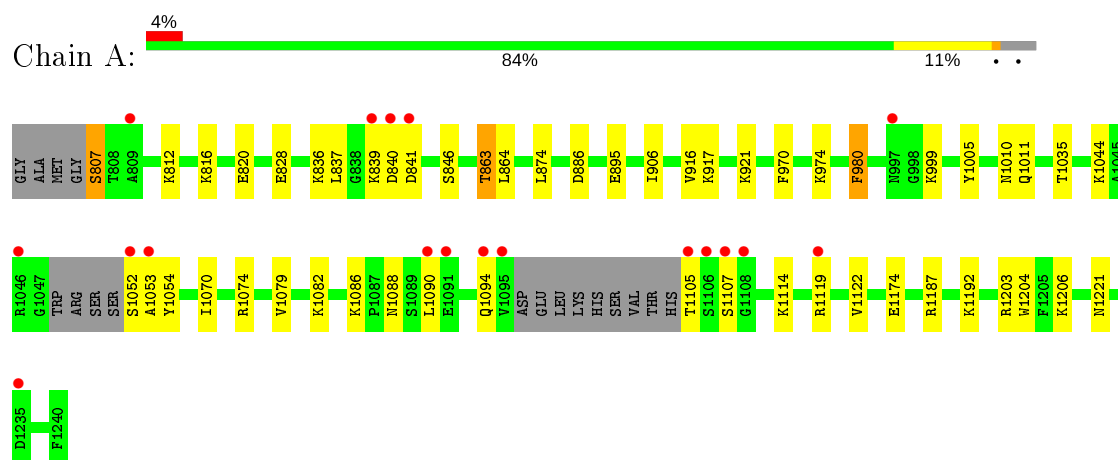 4%
Chain A:
84% 11% • •
GLY ALA MET GLY S807 T808 A809 K812 K816 E820 E828 K836 L837 G838 K839 D840 D841 S846 T863 L864 L874 D886 E895 I906 V916 K917 K921 F970 K974 F980 N997 G998 K999 Y1005 N1010 Q1011 T1035 K1044 A1045
R1046 G1047 TRP ARG SER SER S1052 A1053 Y1054 I1070 R1074 V1079 K1082 K1086 P1087 N1088 S1089 L1090 E1091 Q1094 V1095 ASP GLU LEU LYS HIS SER VAL THR HIS T1105 S1106 S1107 G1108 K1114 R1119 V1122 E1174 R1187 K1192 R1203 W1204 F1205 K1206 N1221
D1235 F1240